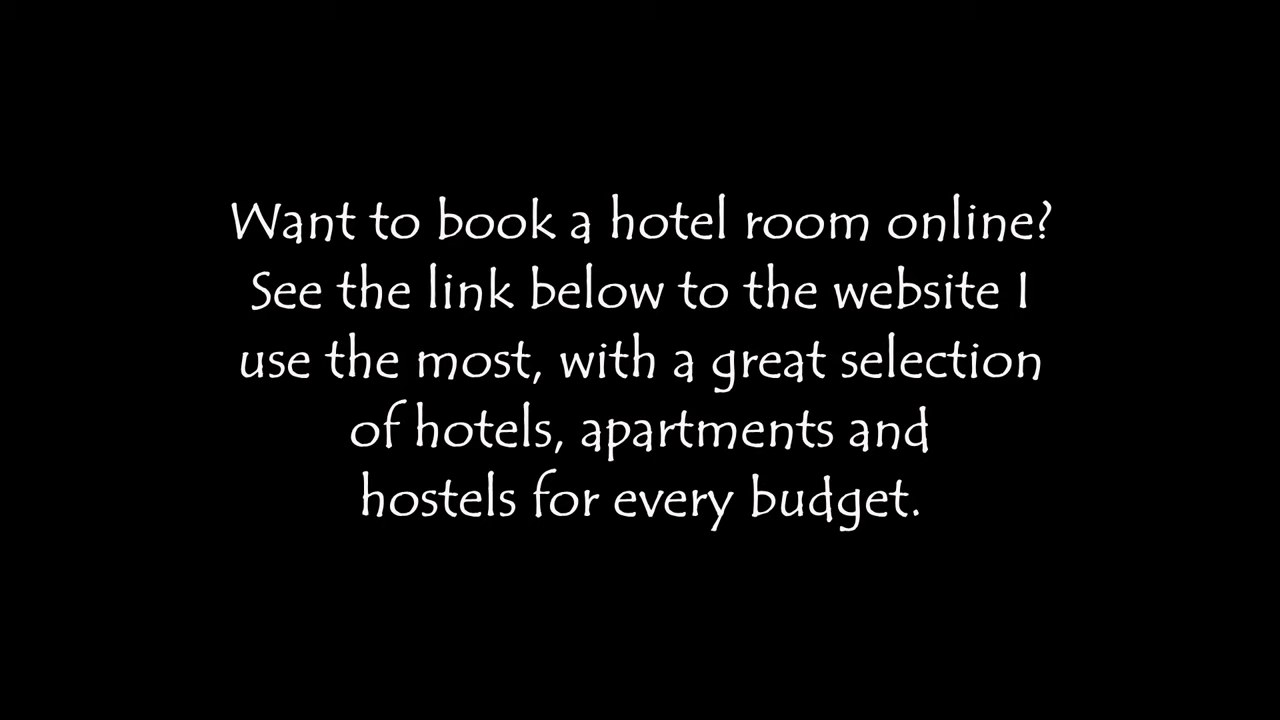 Want to book a hotel room online?
See the link below to the website I
use the most, with a great selection
of hotels, apartments and
hostels for every budget.